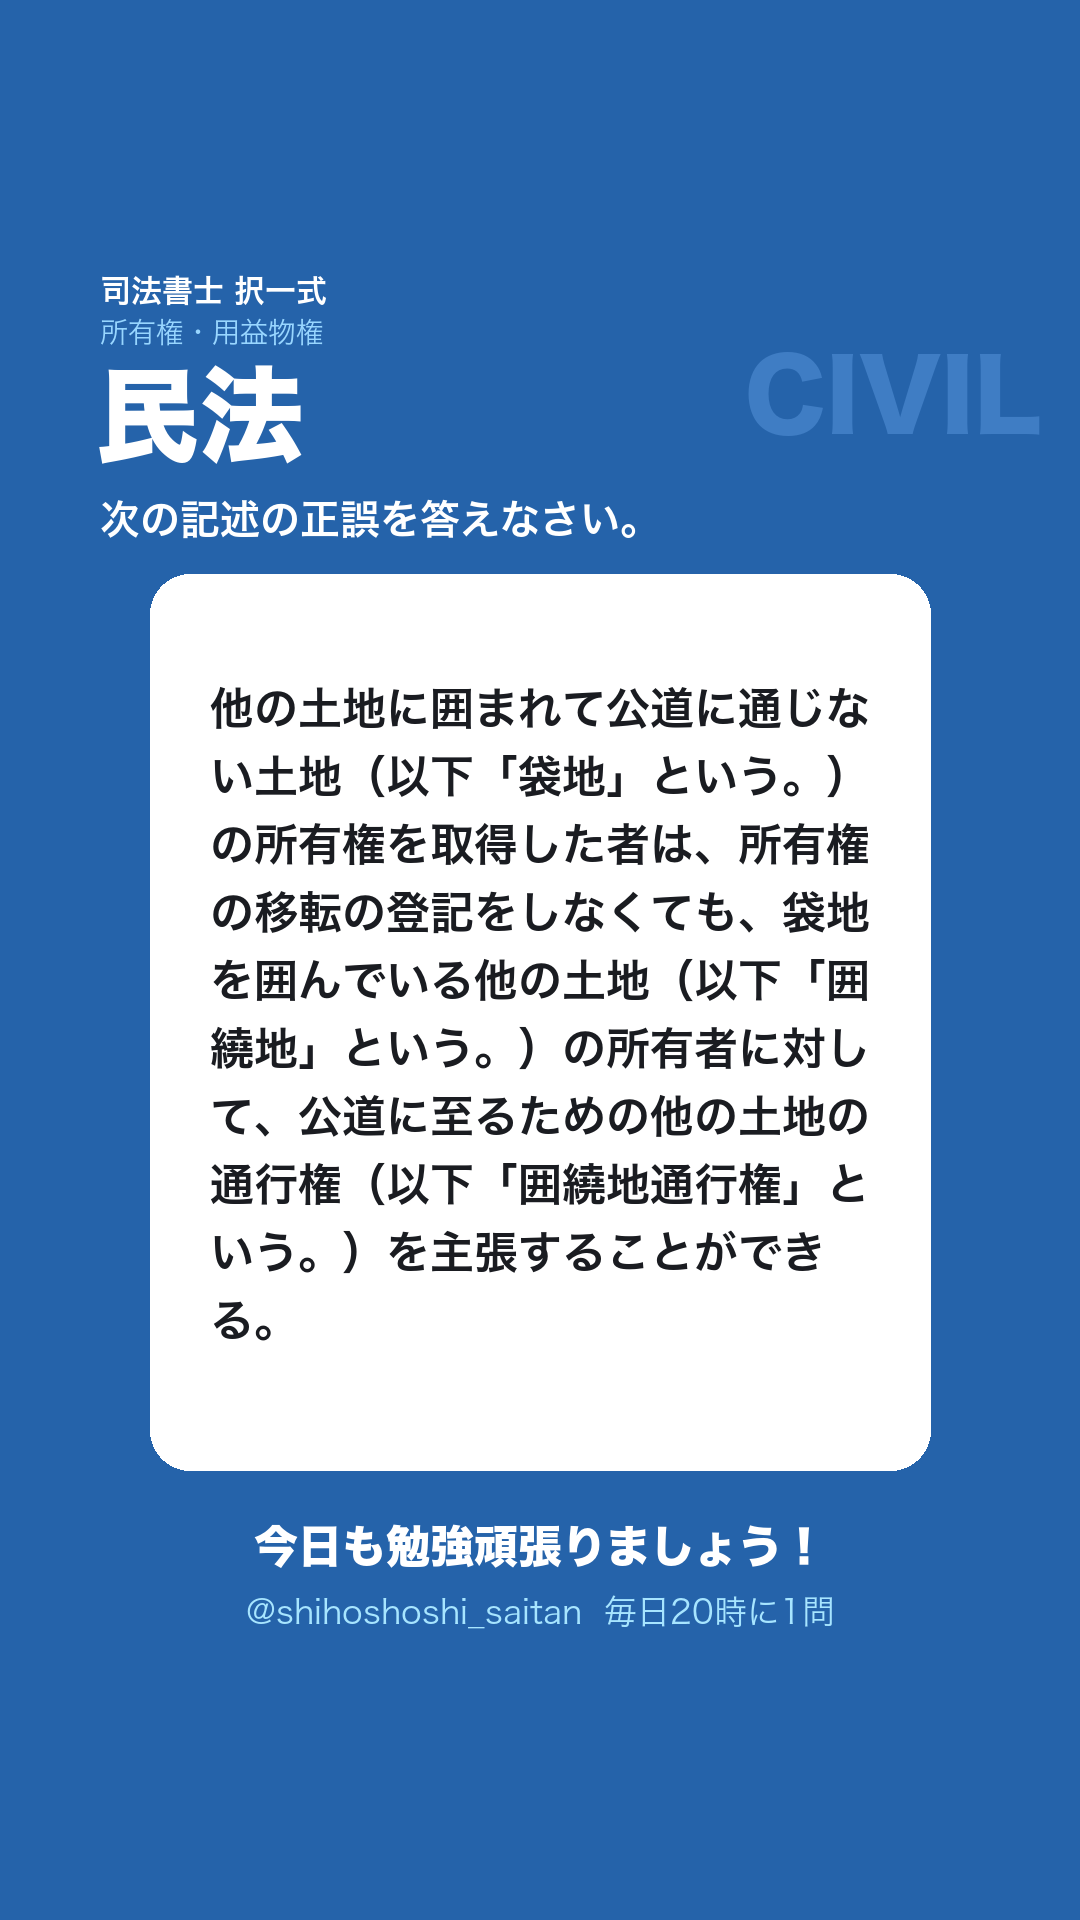 司法書士 択一式
所有権・用益物権
民法
CIVIL
次の記述の正誤を答えなさい。
他の土地に囲まれて公道に通じな
い土地（以下「袋地」という。）
の所有権を取得した者は、所有権
の移転の登記をしなくても、袋地
を囲んでいる他の土地（以下「囲
繞地」という。）の所有者に対し
て、公道に至るための他の土地の
通行権（以下「囲繞地通行権」と
いう。）を主張することができ
る。
今日も勉強頑張りましょう！
@shihoshoshi_saitan 毎日20時に1問